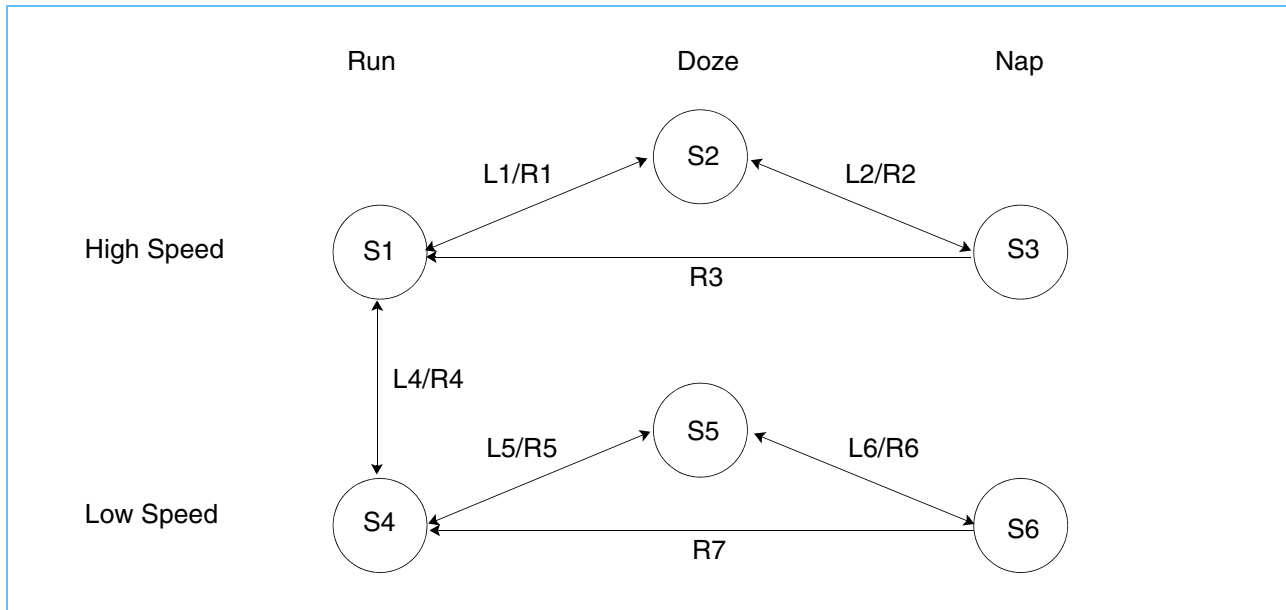 Run Doze Nap
S2
L1/R1 L2/R2
High Speed S1 S3
R3
L4/R4
S5
L5/R5 L6/R6
Low Speed S4 S6
R7